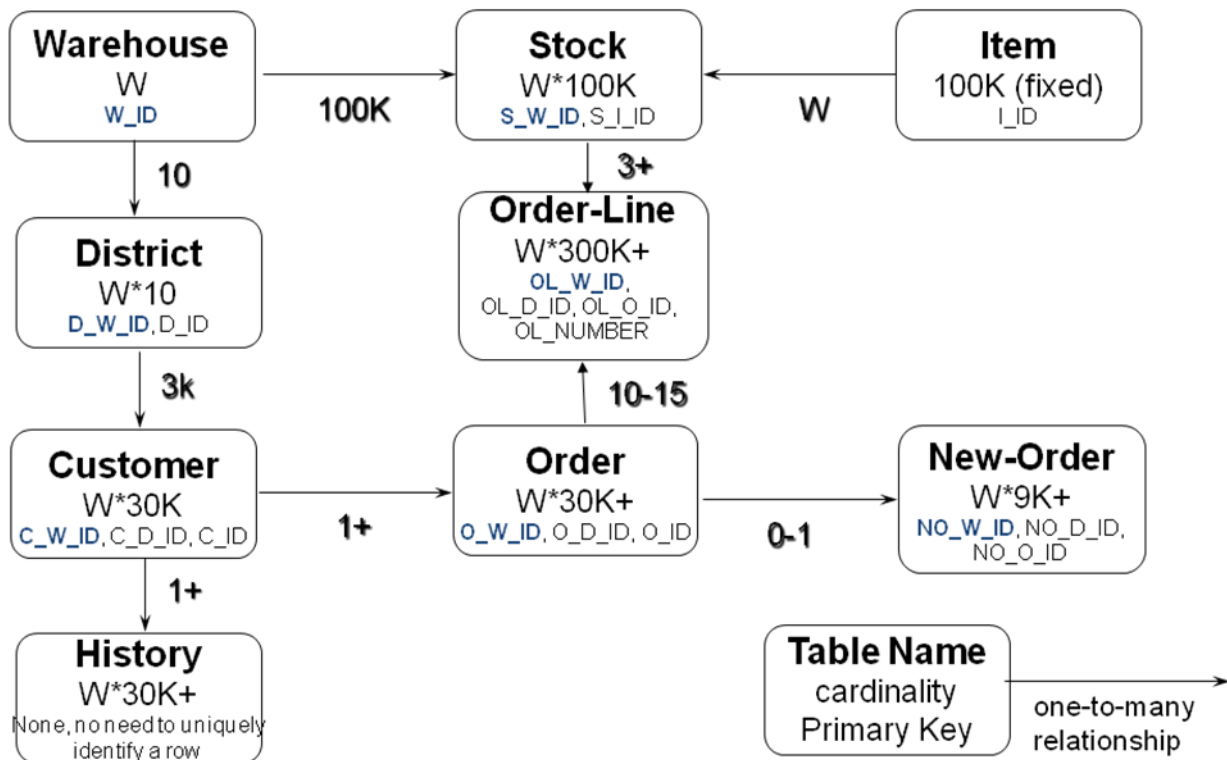 Warehouse
W
W_ID
100K
Stock
W*100K
S_W_ID, S_I_ID
W
Item
100K (fixed)
I_ID
10
3+
District
W*10
D_W_ID, D_ID
Order-Line
W*300K+
OL_W_ID,
OL_D_ID, OL_O_ID,
OL_NUMBER
3k
10-15
Customer
W*30K
C_W_ID, C_D_ID, C_ID
1+
Order
W*30K+
O_W_ID, O_D_ID, O_ID
0-1
New-Order
W*9K+
NO_W_ID, NO_D_ID,
NO_O_ID
1+
History
W*30K+
None, no need to uniquely
identify a row
Table Name
cardinality
Primary Key
one-to-many
relationship